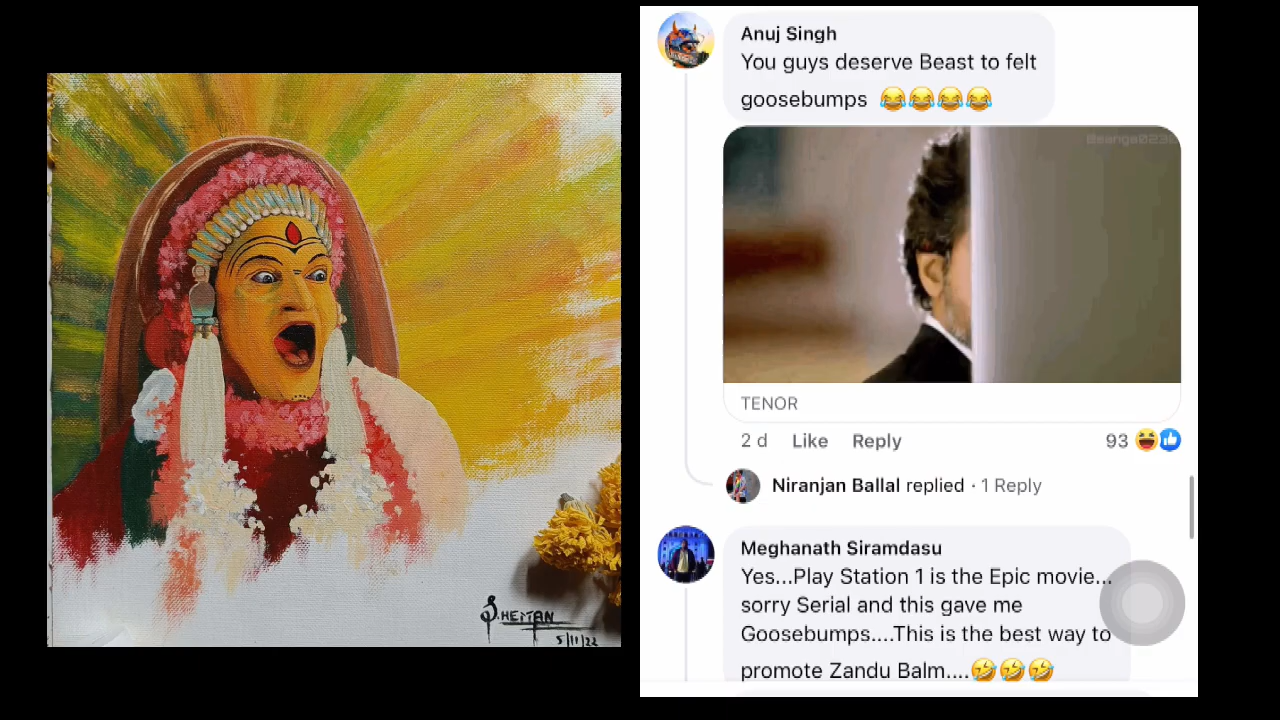 S.HEMAN
5/11/22
Anuj Singh
You guys deserve Beast to felt
goosebumps 😂😂😂😂
TENOR
2 d Like Reply 93
Niranjan Ballal replied · 1 Reply
Meghanath Siramdasu
Yes...Play Station 1 is the Epic movie...
sorry Serial and this gave me
Goosebumps....This is the best way to
promote Zandu Balm....🤣🤣🤣